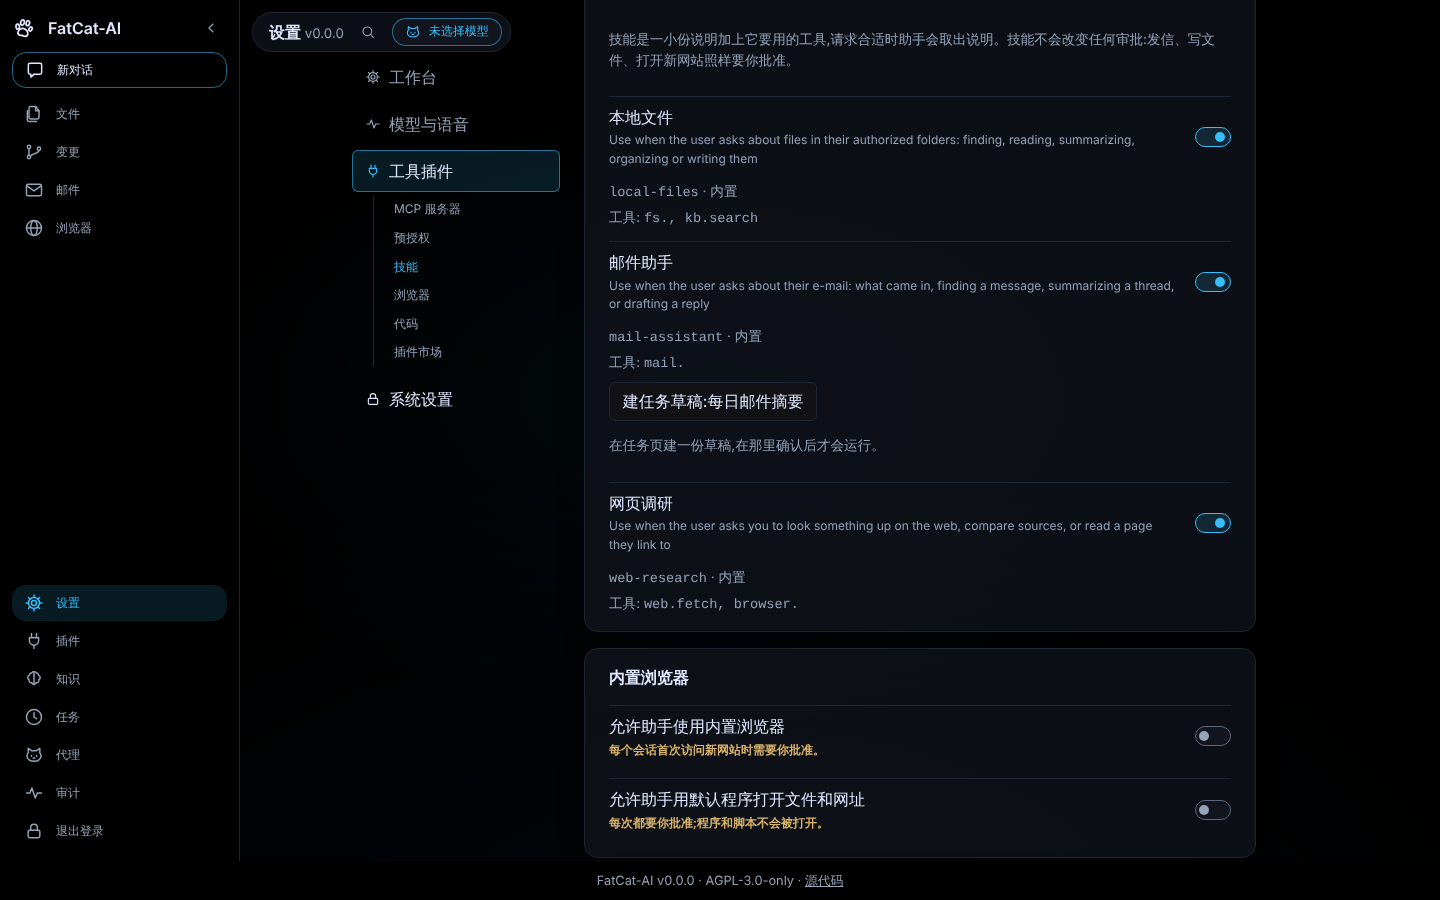 FatCat-AI
新对话
文件
变更
邮件
浏览器
设置
插件
知识
任务
代理
审计
退出登录
设置 v0.0.0
未选择模型
工作台
模型与语音
工具插件
MCP 服务器
预授权
技能
浏览器
代码
插件市场
系统设置
技能是一小份说明加上它要用的工具,请求合适时助手会取出说明。技能不会改变任何审批:发信、写文
件、打开新网站照样要你批准。
本地文件
Use when the user asks about files in their authorized folders: finding, reading, summarizing,
organizing or writing them
local-files · 内置
工具: fs., kb.search
邮件助手
Use when the user asks about their e-mail: what came in, finding a message, summarizing a thread,
or drafting a reply
mail-assistant · 内置
工具: mail.
建任务草稿:每日邮件摘要
在任务页建一份草稿,在那里确认后才会运行。
网页调研
Use when the user asks you to look something up on the web, compare sources, or read a page
they link to
web-research · 内置
工具: web.fetch, browser.
内置浏览器
允许助手使用内置浏览器
每个会话首次访问新网站时需要你批准。
允许助手用默认程序打开文件和网址
每次都要你批准;程序和脚本不会被打开。
FatCat-AI v0.0.0 · AGPL-3.0-only · 源代码